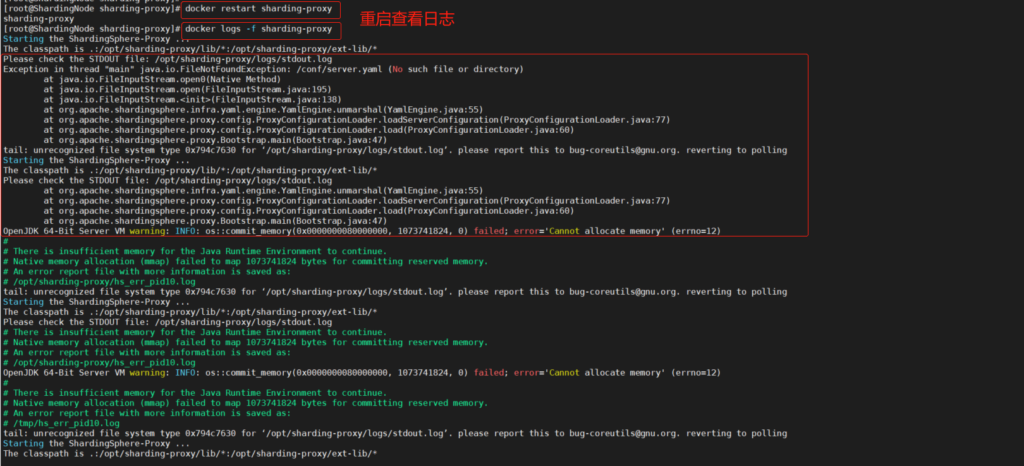 [root@ShardingNode sharding-proxy]# docker restart sharding-proxy
重启查看日志
sharding-proxy
[root@ShardingNode sharding-proxy]# docker logs -f sharding-proxy
Starting the ShardingSphere-Proxy ...
The classpath is .:/opt/sharding-proxy/lib/*:/opt/sharding-proxy/ext-lib/*
Please check the STDOUT file: /opt/sharding-proxy/logs/stdout.log
Exception in thread "main" java.io.FileNotFoundException: /conf/server.yaml (No such file or directory)
at java.io.FileInputStream.open0(Native Method)
at java.io.FileInputStream.open(FileInputStream.java:195)
at java.io.FileInputStream.<init>(FileInputStream.java:138)
at org.apache.shardingsphere.infra.yaml.engine.YamlEngine.unmarshal(YamlEngine.java:55)
at org.apache.shardingsphere.proxy.config.ProxyConfigurationLoader.loadServerConfiguration(ProxyConfigurationLoader.java:77)
at org.apache.shardingsphere.proxy.config.ProxyConfigurationLoader.load(ProxyConfigurationLoader.java:60)
at org.apache.shardingsphere.proxy.Bootstrap.main(Bootstrap.java:47)
tail: unrecognized file system type 0x794c7630 for ‘/opt/sharding-proxy/logs/stdout.log’. please report this to bug-coreutils@gnu.org. reverting to polling
Starting the ShardingSphere-Proxy ...
The classpath is .:/opt/sharding-proxy/lib/*:/opt/sharding-proxy/ext-lib/*
Please check the STDOUT file: /opt/sharding-proxy/logs/stdout.log
at org.apache.shardingsphere.infra.yaml.engine.YamlEngine.unmarshal(YamlEngine.java:55)
at org.apache.shardingsphere.proxy.config.ProxyConfigurationLoader.loadServerConfiguration(ProxyConfigurationLoader.java:77)
at org.apache.shardingsphere.proxy.config.ProxyConfigurationLoader.load(ProxyConfigurationLoader.java:60)
at org.apache.shardingsphere.proxy.Bootstrap.main(Bootstrap.java:47)
OpenJDK 64-Bit Server VM warning: INFO: os::commit_memory(0x0000000080000000, 1073741824, 0) failed; error='Cannot allocate memory' (errno=12)
#
# There is insufficient memory for the Java Runtime Environment to continue.
# Native memory allocation (mmap) failed to map 1073741824 bytes for committing reserved memory.
# An error report file with more information is saved as:
# /opt/sharding-proxy/hs_err_pid10.log
tail: unrecognized file system type 0x794c7630 for ‘/opt/sharding-proxy/logs/stdout.log’. please report this to bug-coreutils@gnu.org. reverting to polling
Starting the ShardingSphere-Proxy ...
The classpath is .:/opt/sharding-proxy/lib/*:/opt/sharding-proxy/ext-lib/*
Please check the STDOUT file: /opt/sharding-proxy/logs/stdout.log
# There is insufficient memory for the Java Runtime Environment to continue.
# Native memory allocation (mmap) failed to map 1073741824 bytes for committing reserved memory.
# An error report file with more information is saved as:
# /opt/sharding-proxy/hs_err_pid10.log
OpenJDK 64-Bit Server VM warning: INFO: os::commit_memory(0x0000000080000000, 1073741824, 0) failed; error='Cannot allocate memory' (errno=12)
#
# There is insufficient memory for the Java Runtime Environment to continue.
# Native memory allocation (mmap) failed to map 1073741824 bytes for committing reserved memory.
# An error report file with more information is saved as:
# /tmp/hs_err_pid10.log
tail: unrecognized file system type 0x794c7630 for ‘/opt/sharding-proxy/logs/stdout.log’. please report this to bug-coreutils@gnu.org. reverting to polling
Starting the ShardingSphere-Proxy ...
The classpath is .:/opt/sharding-proxy/lib/*:/opt/sharding-proxy/ext-lib/*